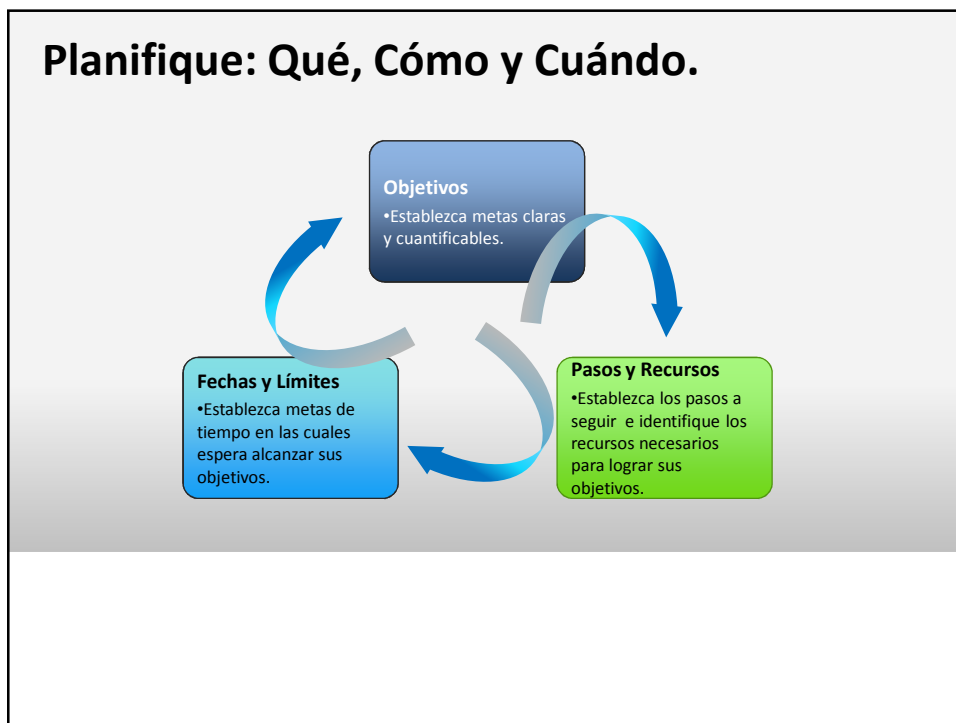 Planifique: Qué, Cómo y Cuándo.
Objetivos
•Establezca metas claras
y cuantificables.
Pasos y Recursos
•Establezca los pasos a
seguir e identifique los
recursos necesarios
para lograr sus
objetivos.
Fechas y Límites
•Establezca metas de
tiempo en las cuales
espera alcanzar sus
objetivos.